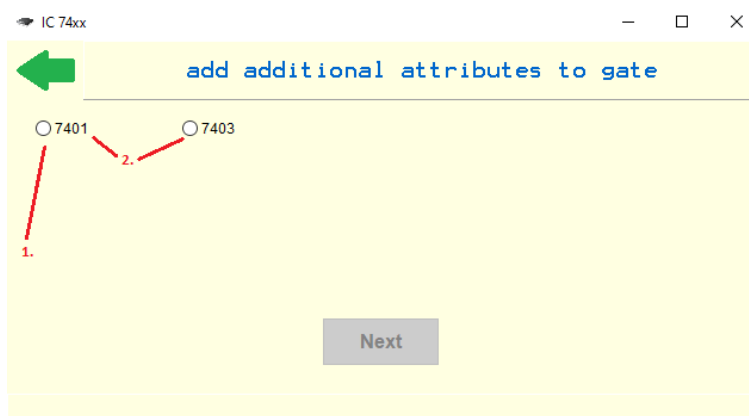 IC 74xx
add additional attributes to gate
7401 7403
2.
1.
Next